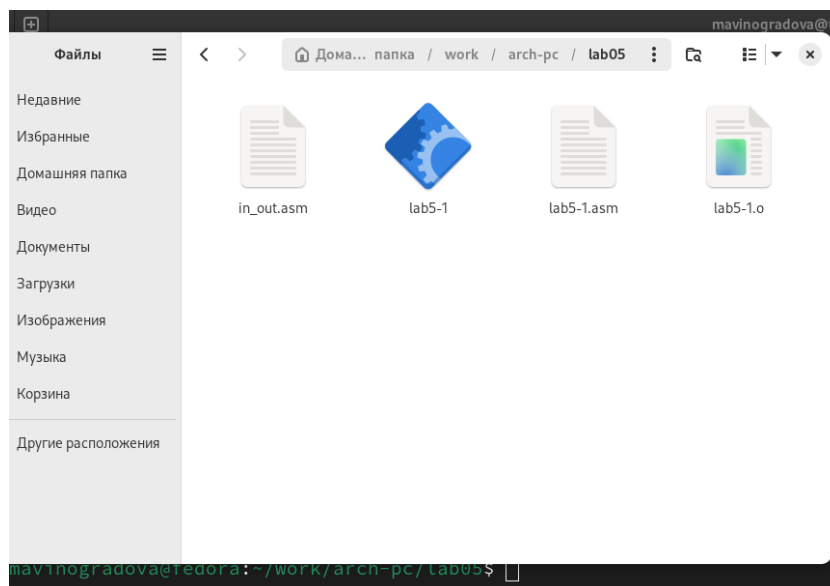 mavinogradova@
Файлы
Дома… папка / work / arch-pc / lab05
Недавние
Избранные
Домашняя папка
Видео
Документы
Загрузки
Изображения
Музыка
Корзина
Другие расположения
in_out.asm
lab5-1
lab5-1.asm
lab5-1.o
mavinogradova@fedora:~/work/arch-pc/lab05$